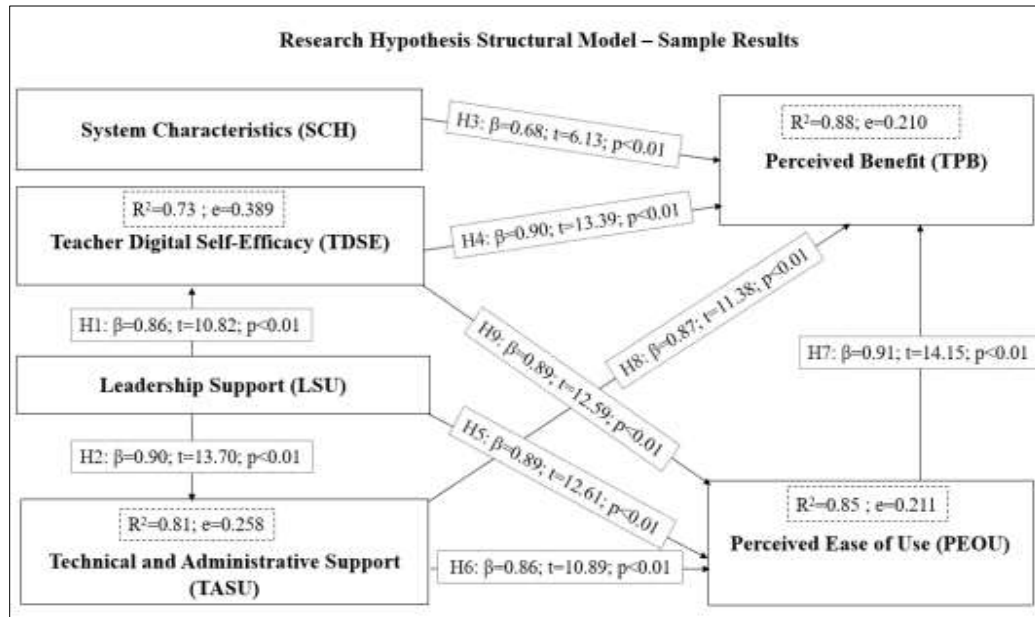 Research Hypothesis Structural Model – Sample Results
System Characteristics (SCH)
H3: β=0.68; t=6.13; p<0.01
R²=0.88; e=0.210
Perceived Benefit (TPB)
R²=0.73 ; e=0.389
Teacher Digital Self-Efficacy (TDSE)
H4: β=0.90; t=13.39; p<0.01
H1: β=0.86; t=10.82; p<0.01
H9: β=0.89; t=12.59; p<0.01
H8: β=0.87; t=11.38; p<0.01
H7: β=0.91; t=14.15; p<0.01
Leadership Support (LSU)
H2: β=0.90; t=13.70; p<0.01
H5: β=0.89; t=12.61; p<0.01
R²=0.81; e=0.258
Technical and Administrative Support
(TASU)
H6: β=0.86; t=10.89; p<0.01
R²=0.85 ; e=0.211
Perceived Ease of Use (PEOU)